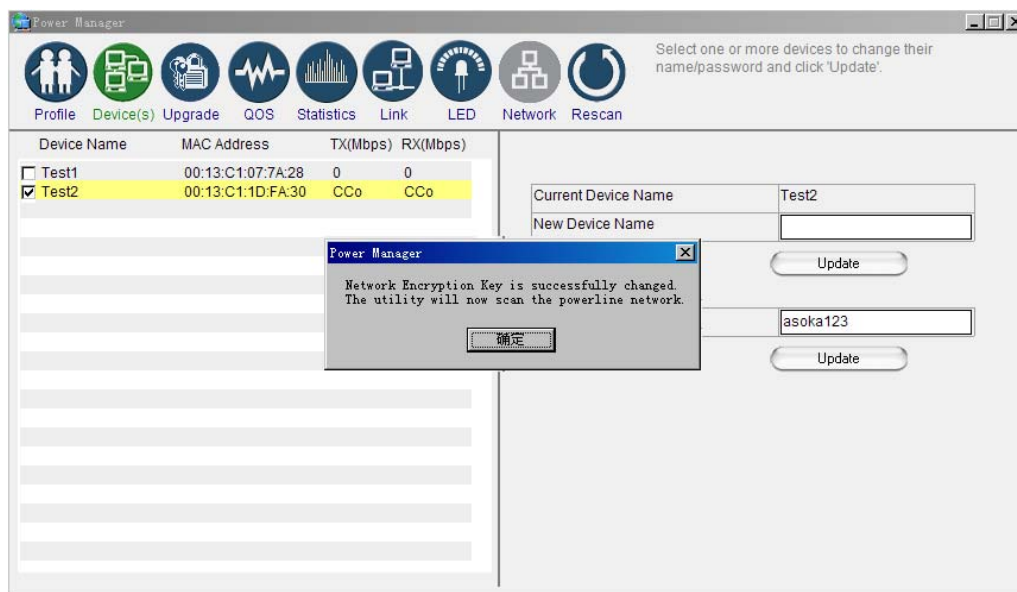 Power Manager
Select one or more devices to change their
name/password and click 'Update'.
Profile Device(s) Upgrade QOS Statistics Link LED Network Rescan
Device Name MAC Address TX(Mbps) RX(Mbps)
Test1 00:13:C1:07:7A:28 0 0
Test2 00:13:C1:1D:FA:30 CCo CCo
Current Device Name Test2
New Device Name
Power Manager
Network Encryption Key is successfully changed.
The utility will now scan the powerline network.
确定
Update
asoka123
Update